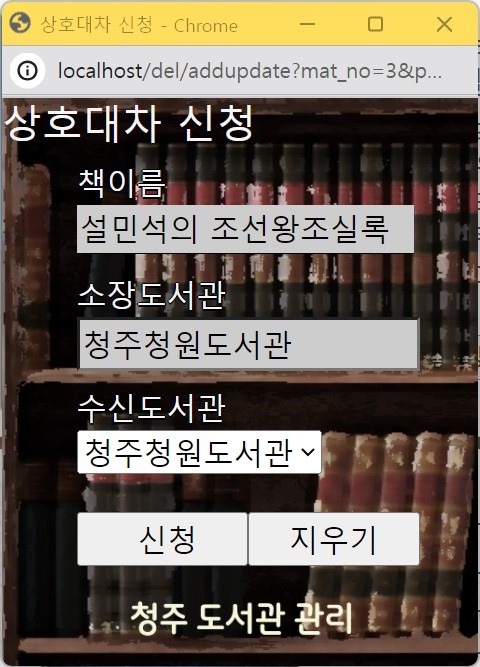 상호대차 신청 - Chrome
localhost/del/addupdate?mat_no=3&p...
상호대차 신청
책이름
설민석의 조선왕조실록
소장도서관
청주청원도서관
수신도서관
청주청원도서관
신청 지우기
청주 도서관 관리